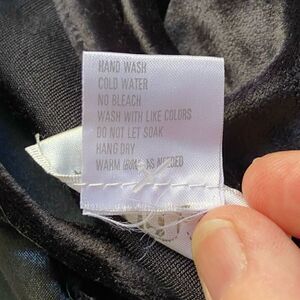 HAND WASH
COLD WATER
NO BLEACH
WASH WITH LIKE COLORS
DO NOT LET SOAK
HANG DRY
WARM IRON AS NEEDED